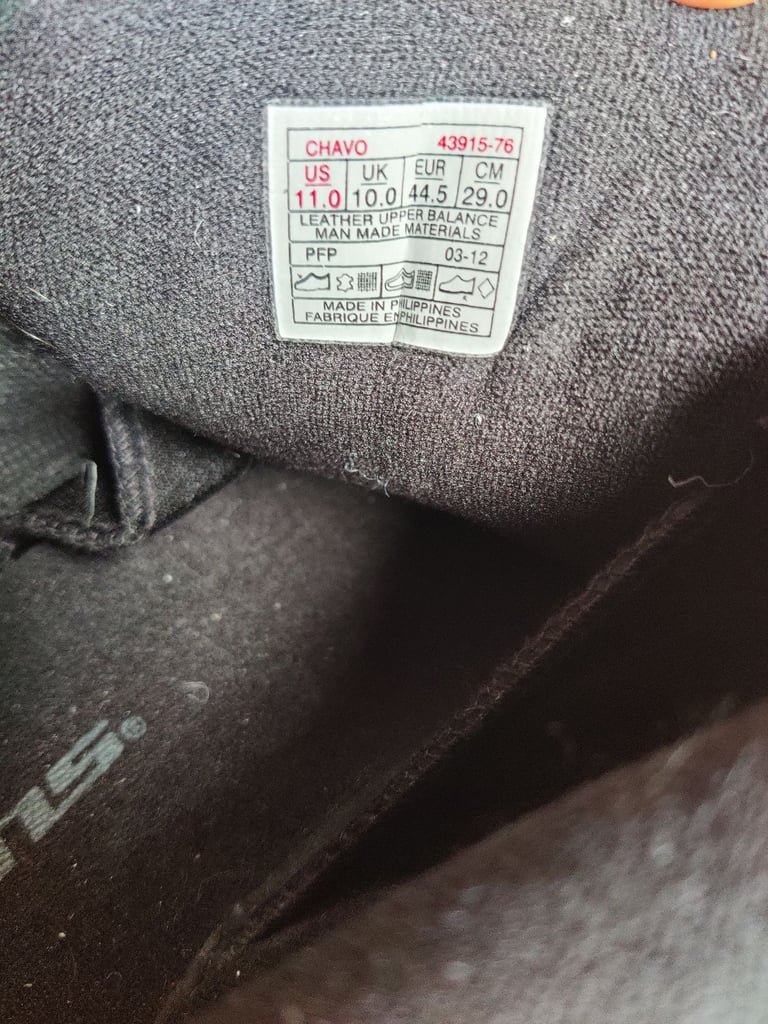 CHAVO 43915-76
US UK EUR CM
11.0 10.0 44.5 29.0
LEATHER UPPER BALANCE
MAN MADE MATERIALS
PFP 03-12
MADE IN PHILIPPINES
FABRIQUE EN PHILIPPINES
ns®